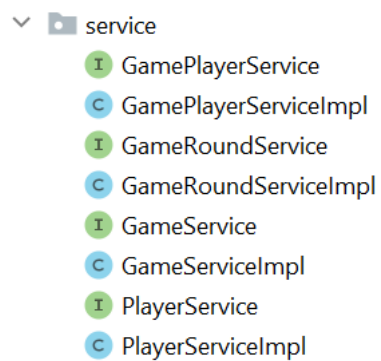 service
I GamePlayerService
C GamePlayerServiceImpl
I GameRoundService
C GameRoundServiceImpl
I GameService
C GameServiceImpl
I PlayerService
C PlayerServiceImpl